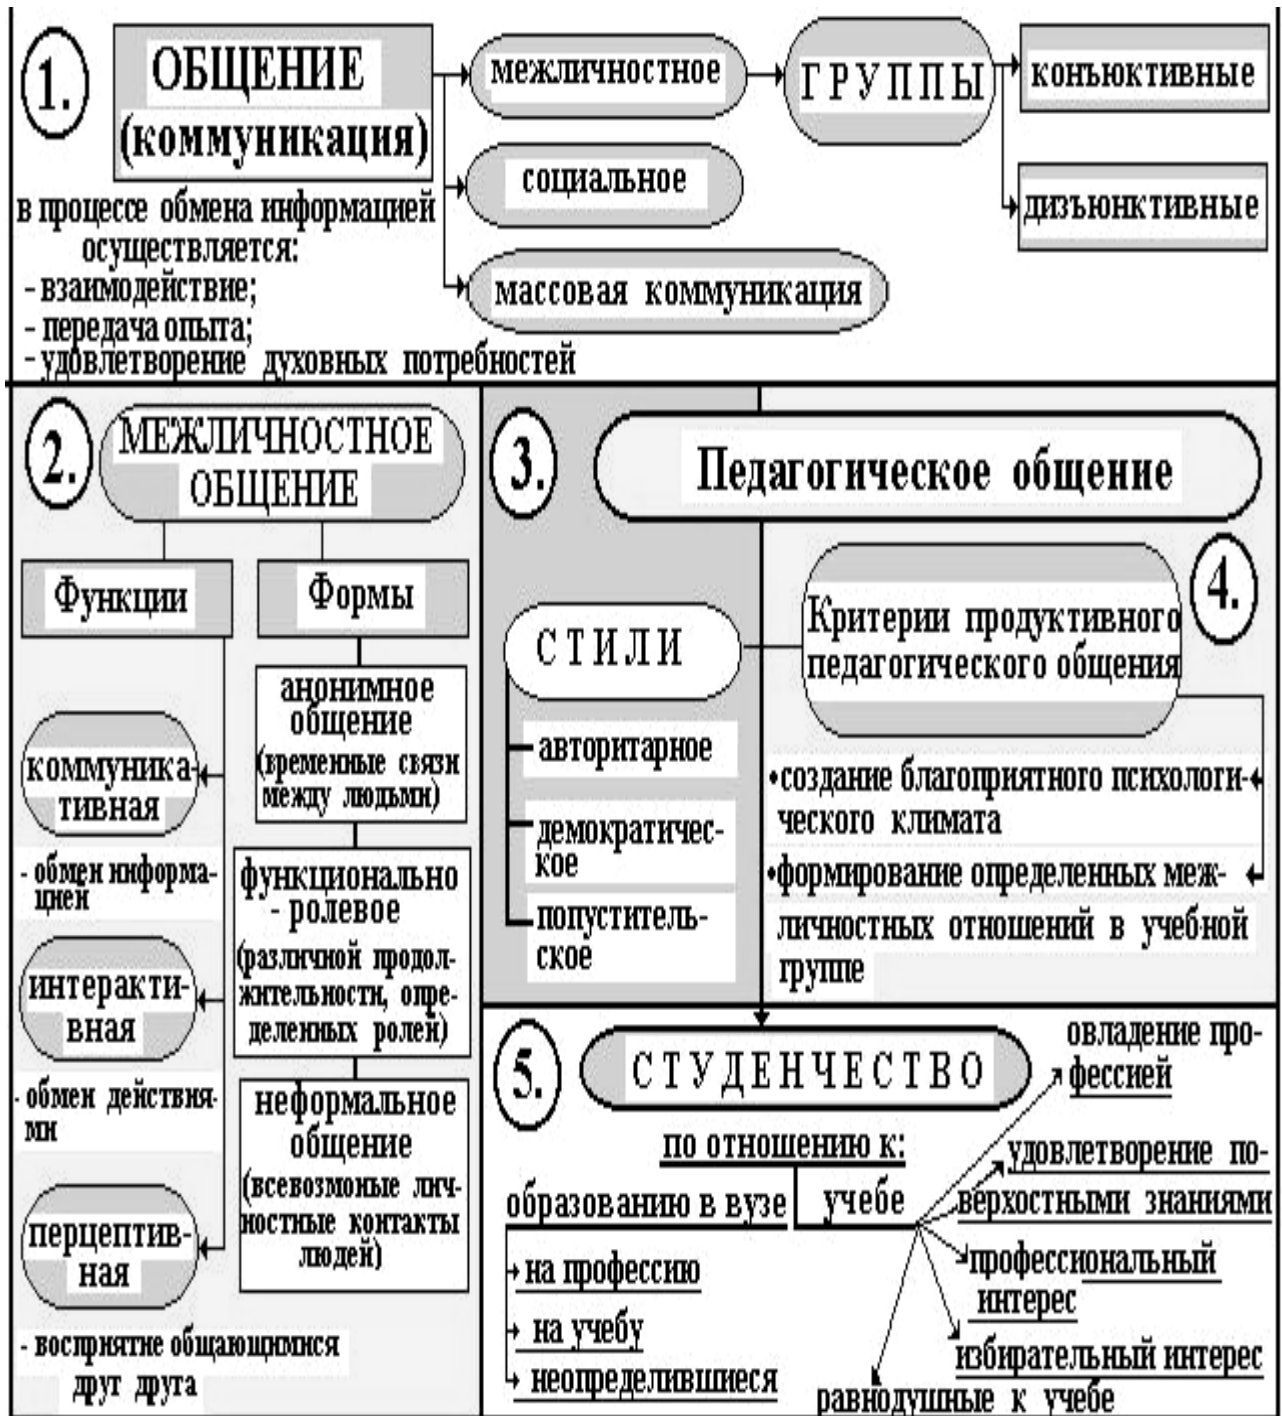 1.
ОБЩЕНИЕ
(коммуникация)
межличностное
ГРУППЫ
конъюктивные
социальное
дизъюнктивные
массовая коммуникация
в процессе обмена информацией
осуществляется:
- взаимодействие;
- передача опыта;
- удовлетворение духовных потребностей
2.
МЕЖЛИЧНОСТНОЕ
ОБЩЕНИЕ
Функции
коммуника-
тивная
- обмен информа-
цией
интеракти-
вная
- обмен действия-
ми
перцептив-
ная
- восприятие общающимися
друг друга
Формы
анонимное
общение
(временные связи
между людьми)
функционально
- ролевое
(различной продол-
жительности, опре-
деленных ролей)
неформальное
общение
(всевозмоные лич-
ностные контакты
людей)
3.
Педагогическое общение
СТИЛИ
авторитарное
демократичес-
кое
попуститель-
ское
4.
Критерии продуктивного
педагогического общения
•создание благоприятного психологи-
ческого климата
•формирование определенных меж-
личностных отношений в учебной
группе
5.
СТУДЕНЧЕСТВО
по отношению к:
образованию в вузе
на профессию
на учебу
неопределившиеся
учебе
овладение про-
фессией
удовлетворение по-
верхостными знаниями
профессиональный
интерес
избирательный интерес
равнодушные к учебе